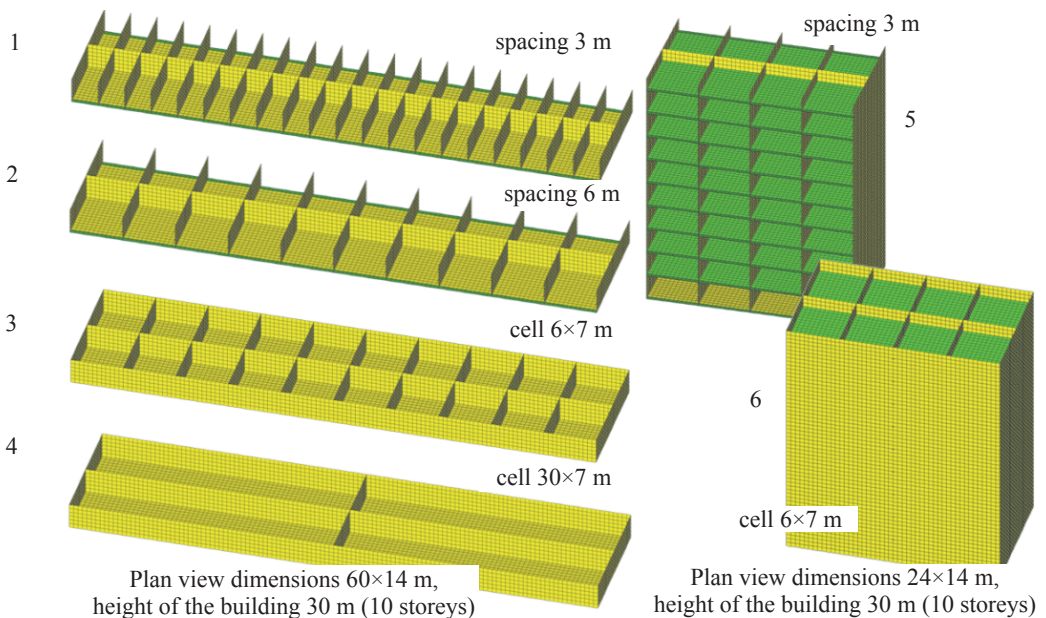 1
spacing 3 m
2
spacing 6 m
3
cell 6×7 m
4
cell 30×7 m
Plan view dimensions 60×14 m,
height of the building 30 m (10 storeys)
spacing 3 m
5
6
cell 6×7 m
Plan view dimensions 24×14 m,
height of the building 30 m (10 storeys)